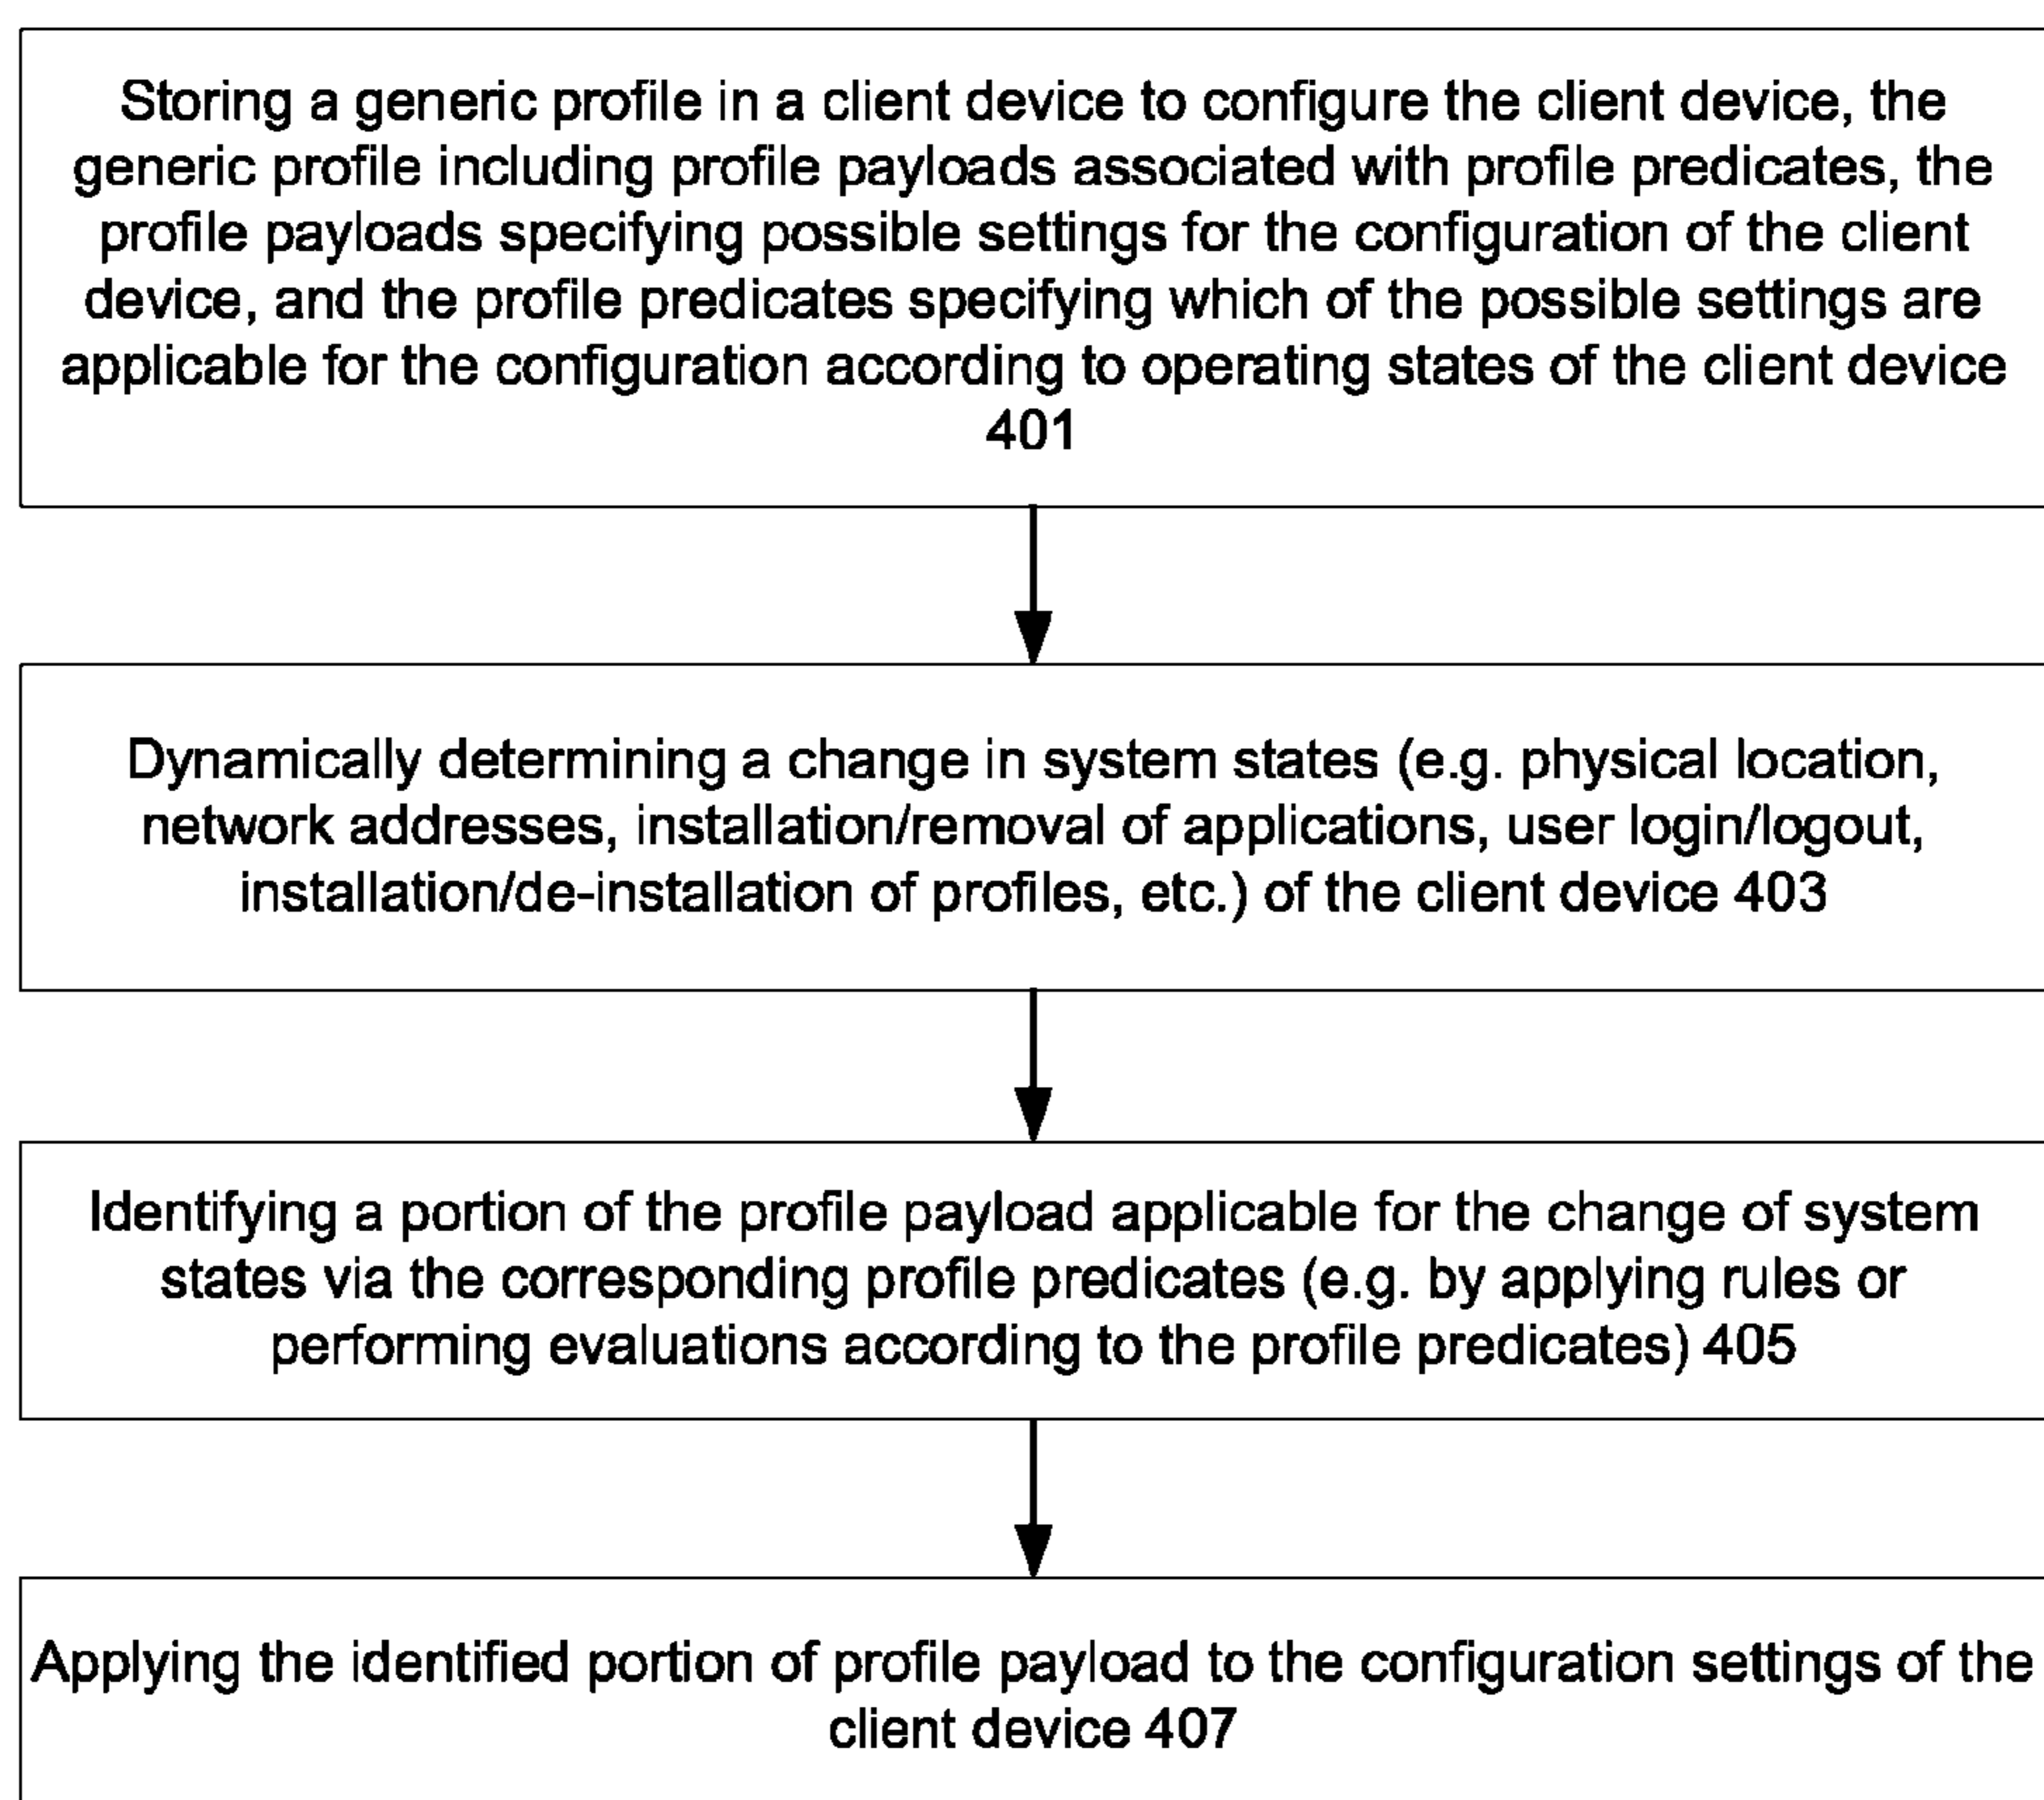 Storing a generic profile in a client device to configure the client device, the
generic profile including profile payloads associated with profile predicates, the
profile payloads specifying possible settings for the configuration of the client
device, and the profile predicates specifying which of the possible settings are
applicable for the configuration according to operating states of the client device
401
Dynamically determining a change in system states (e.g. physical location,
network addresses, installation/removal of applications, user login/logout,
installation/de-installation of profiles, etc.) of the client device 403
Identifying a portion of the profile payload applicable for the change of system
states via the corresponding profile predicates (e.g. by applying rules or
performing evaluations according to the profile predicates) 405
Applying the identified portion of profile payload to the configuration settings of the
client device 407